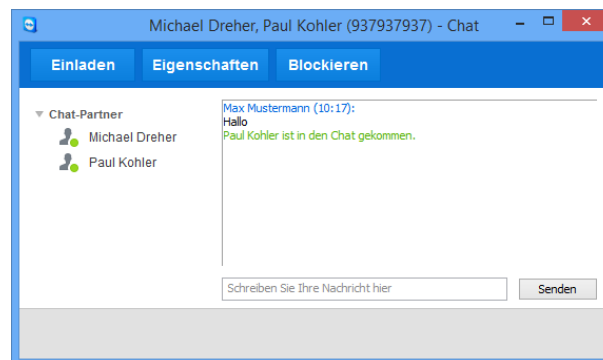 Michael Dreher, Paul Kohler (937937937) - Chat
Einladen Eigenschaften Blockieren
Chat-Partner
Michael Dreher
Paul Kohler
Max Mustermann (10:17):
Hallo
Paul Kohler ist in den Chat gekommen.
Schreiben Sie Ihre Nachricht hier
Senden